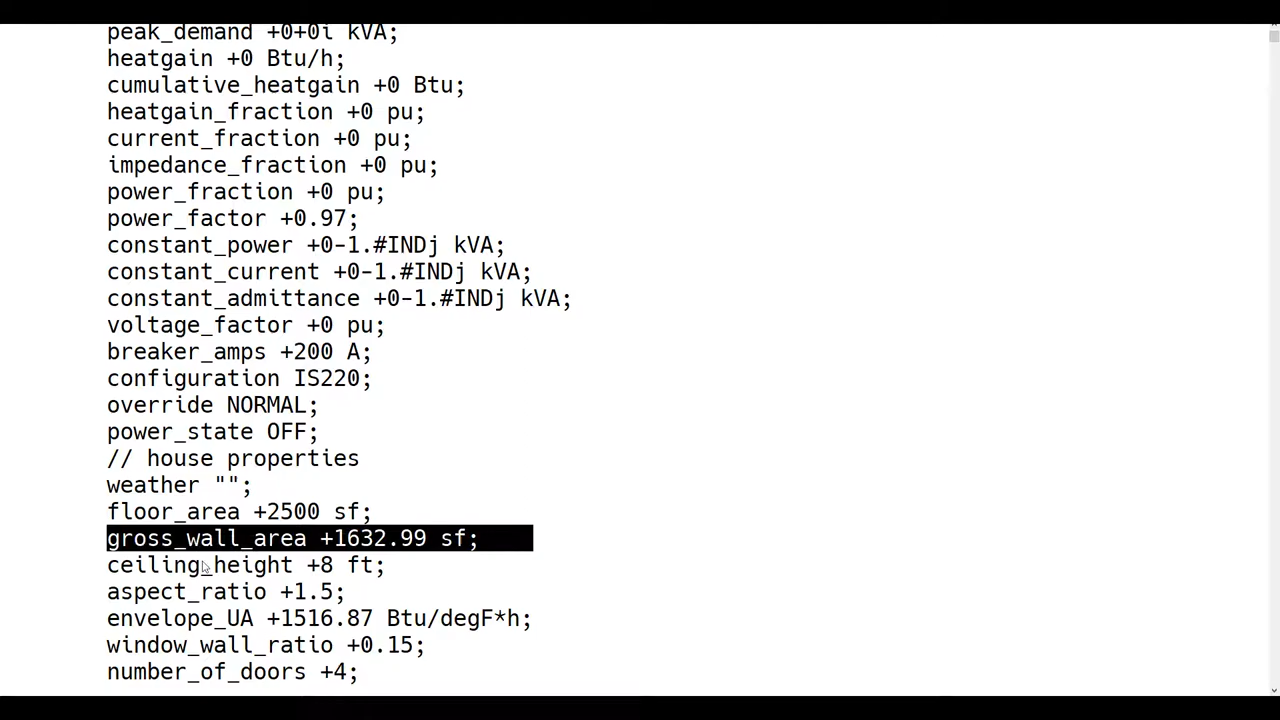 peak_demand +0+0i kVA;
heatgain +0 Btu/h;
cumulative_heatgain +0 Btu;
heatgain_fraction +0 pu;
current_fraction +0 pu;
impedance_fraction +0 pu;
power_fraction +0 pu;
power_factor +0.97;
constant_power +0-1.#INDj kVA;
constant_current +0-1.#INDj kVA;
constant_admittance +0-1.#INDj kVA;
voltage_factor +0 pu;
breaker_amps +200 A;
configuration IS220;
override NORMAL;
power_state OFF;
// house properties
weather "";
floor_area +2500 sf;
gross_wall_area +1632.99 sf;
ceiling_height +8 ft;
aspect_ratio +1.5;
envelope_UA +1516.87 Btu/degF*h;
window_wall_ratio +0.15;
number_of_doors +4;